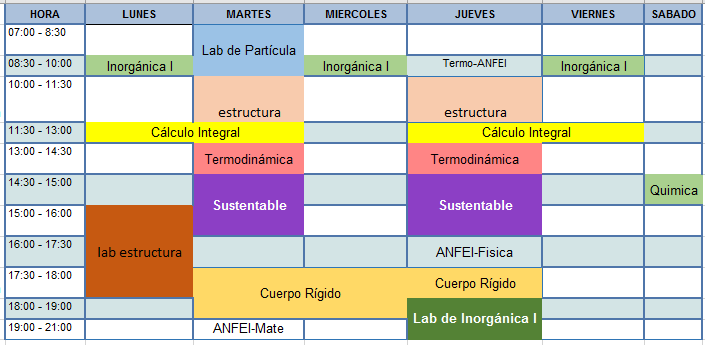 HORA LUNES MARTES MIERCOLES JUEVES VIERNES SABADO
07:00 - 8:30
Lab de Partícula
08:30 - 10:00 Inorgánica I Inorgánica I Termo-ANFEI Inorgánica I
10:00 - 11:30
estructura estructura
11:30 - 13:00 Cálculo Integral Cálculo Integral
13:00 - 14:30 Termodinámica Termodinámica
14:30 - 15:00 Quimica
Sustentable Sustentable
15:00 - 16:00
lab estructura
16:00 - 17:30 ANFEI-Fisica
17:30 - 18:00 Cuerpo Rígido Cuerpo Rígido
18:00 - 19:00 Lab de Inorgánica I
19:00 - 21:00 ANFEI-Mate